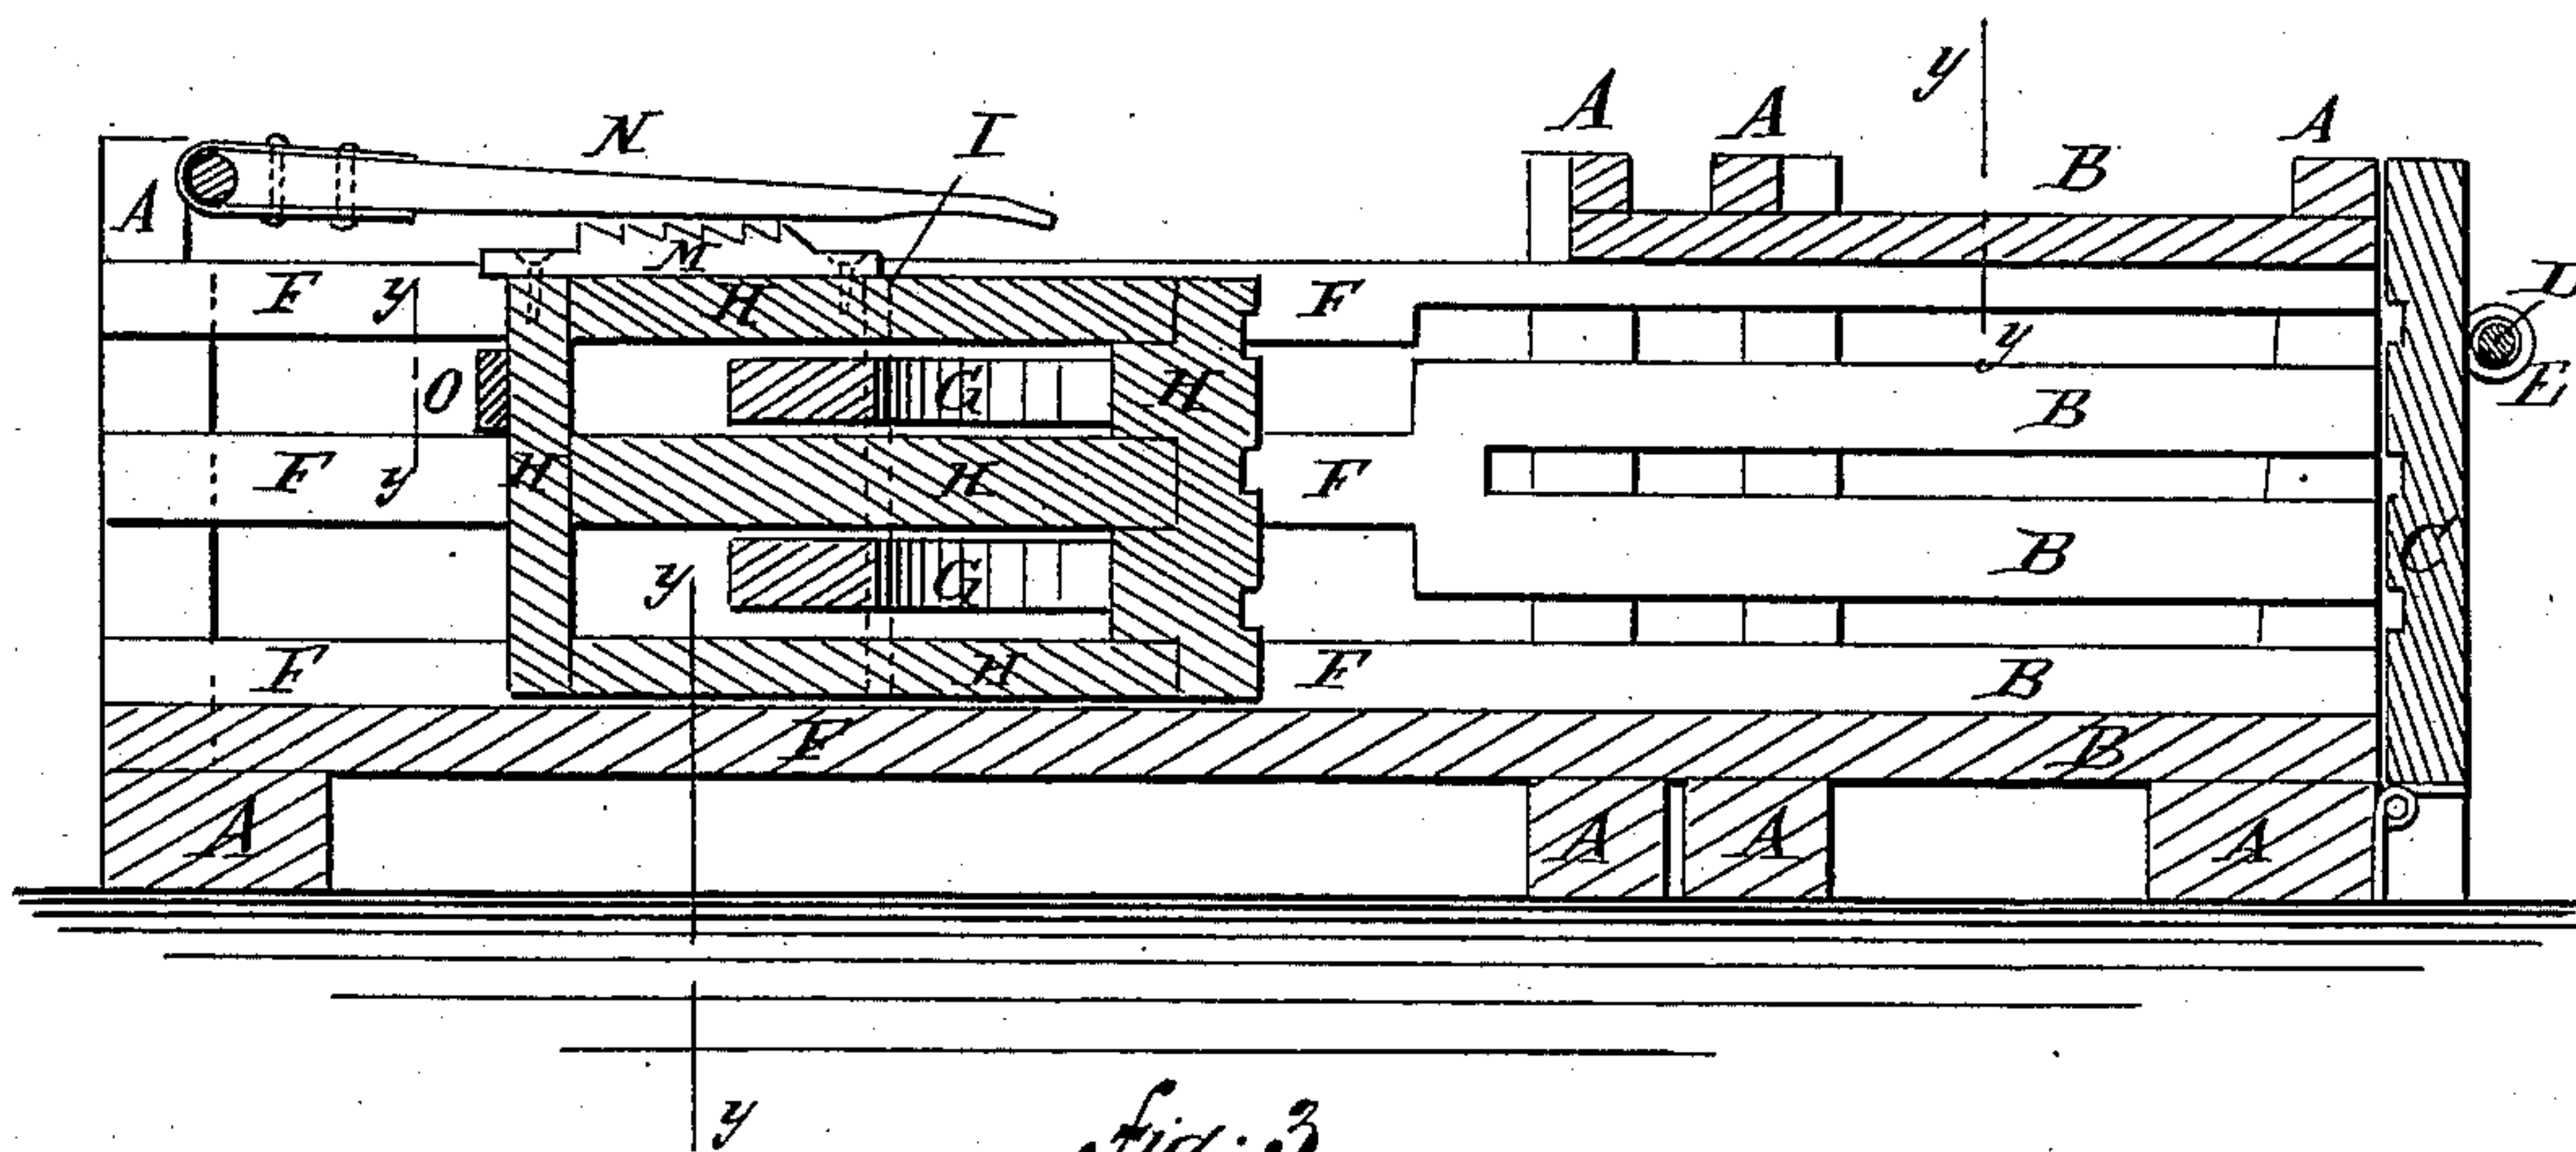 y
A A A
N I B
A
D
M
F y H F y
E
O G H B
F H H F
y
B
C
y G
F H F B
F B
A A A A
y
fig. 3